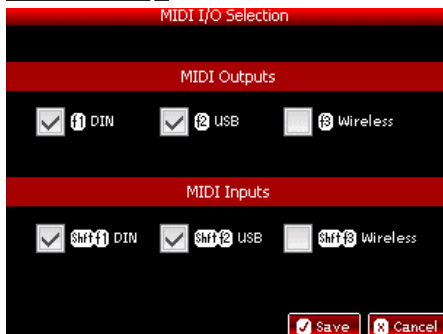 MIDI I/O Selection
MIDI Outputs
f1 DIN f2 USB f3 Wireless
MIDI Inputs
Shft f1 DIN Shft f2 USB Shft f3 Wireless
Save Cancel